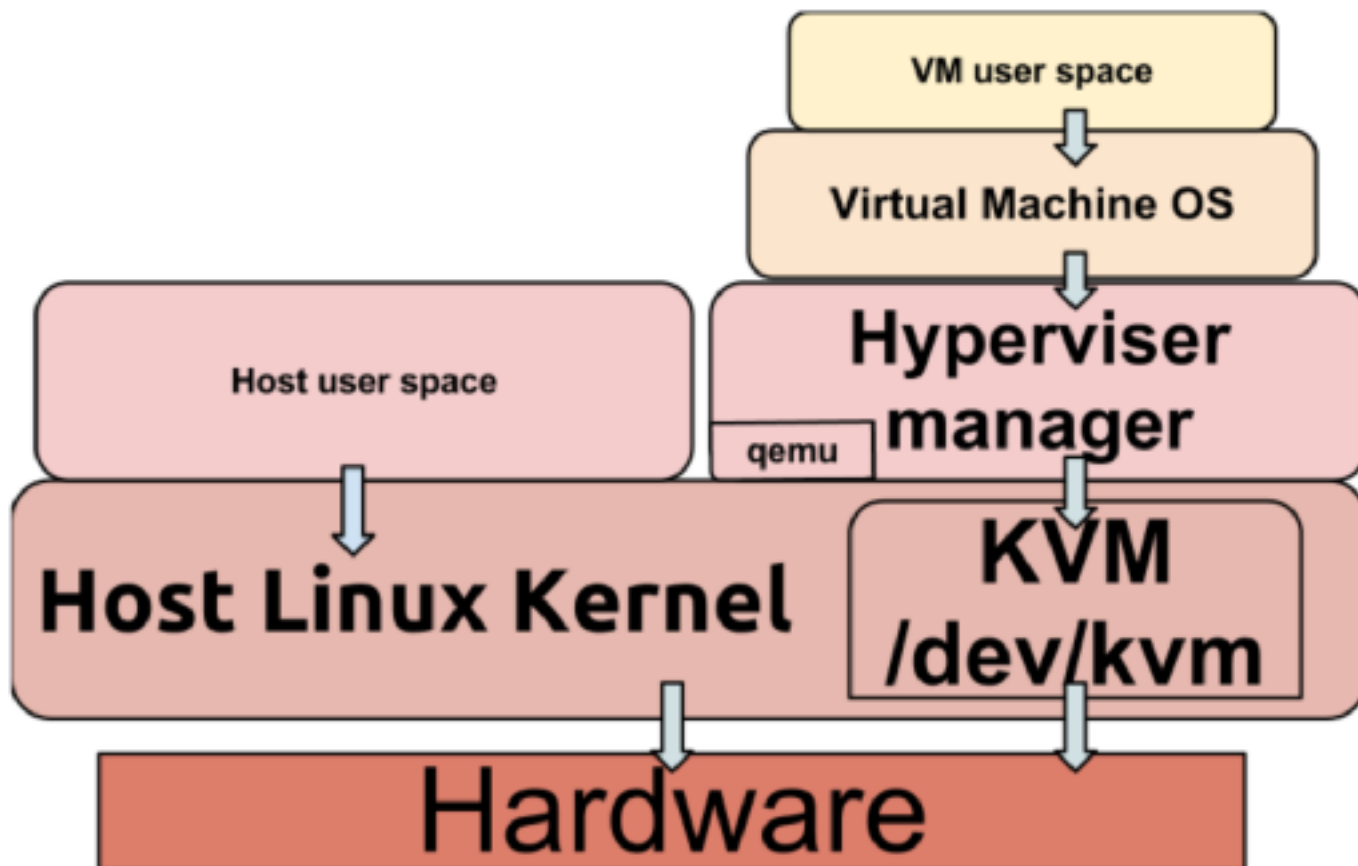 VM user space
Virtual Machine OS
Hyperviser
manager
qemu
Host user space
Host Linux Kernel
KVM
/dev/kvm
Hardware